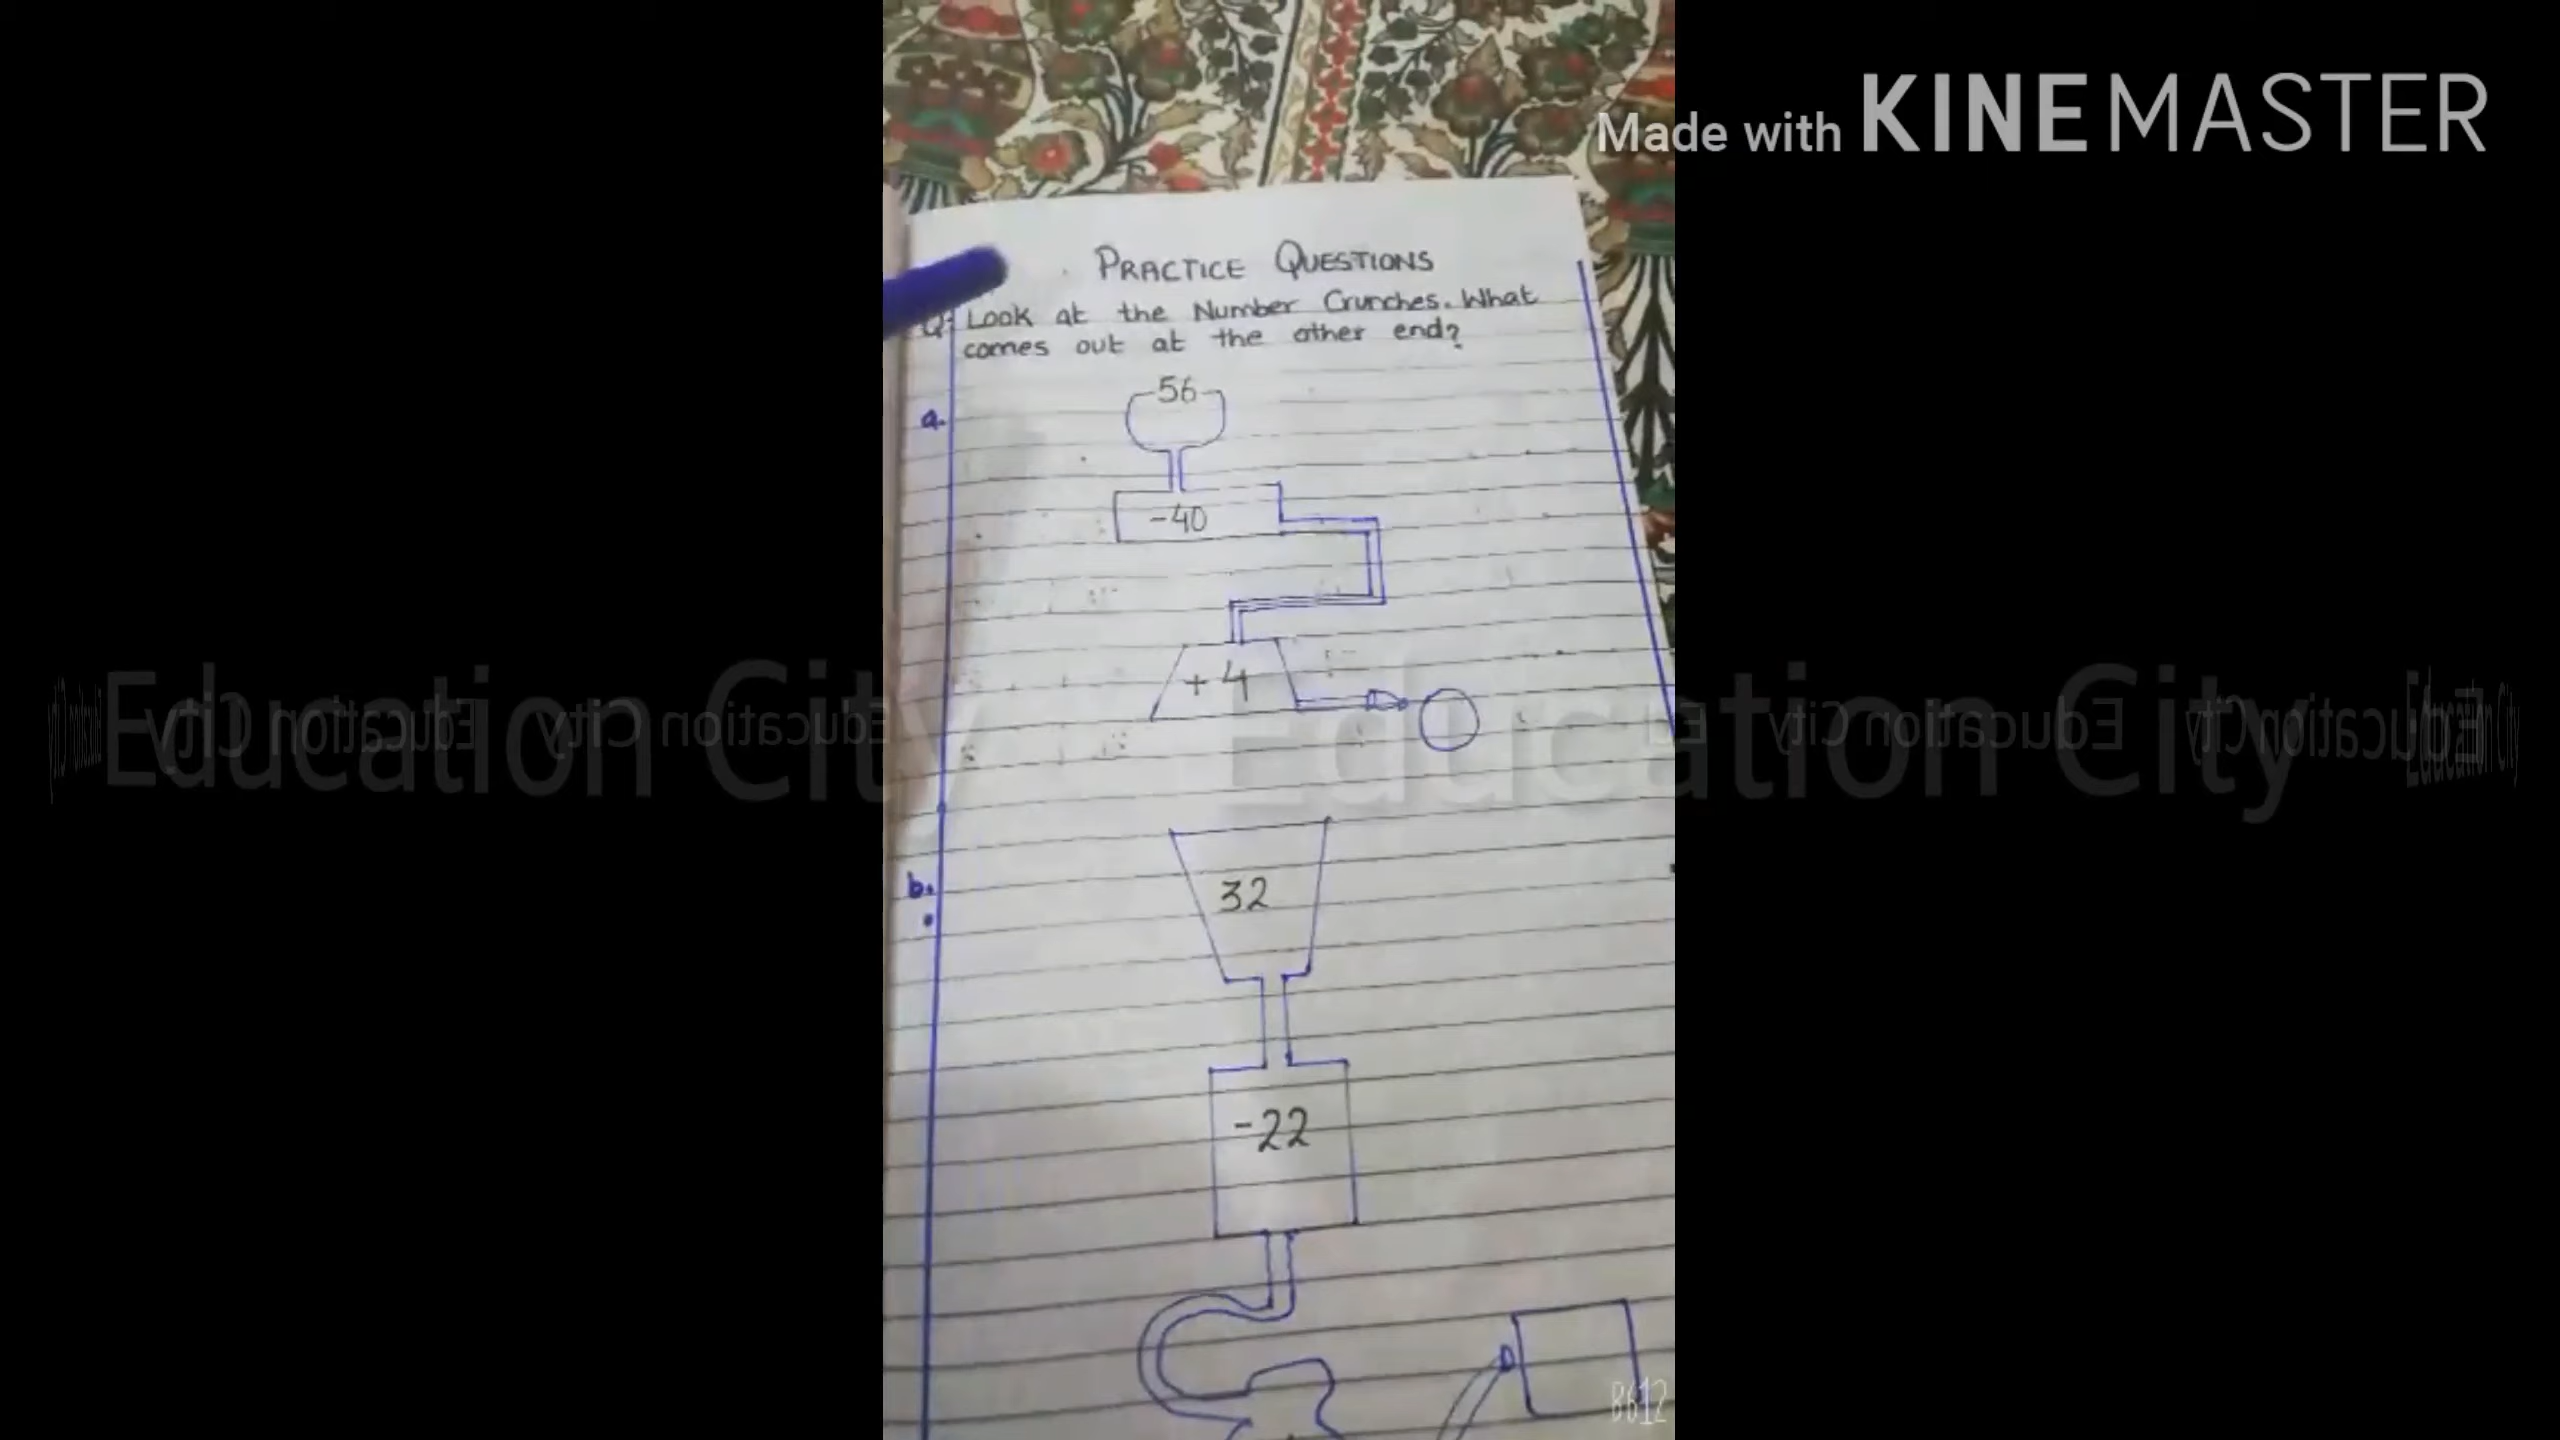 Made with KINEMASTER
PRACTICE QUESTIONS
Q: Look at the Number Crunches. What
comes out at the other end?
a.
56
-40
+ 4
Education City Education City
b.
32
-22
B612